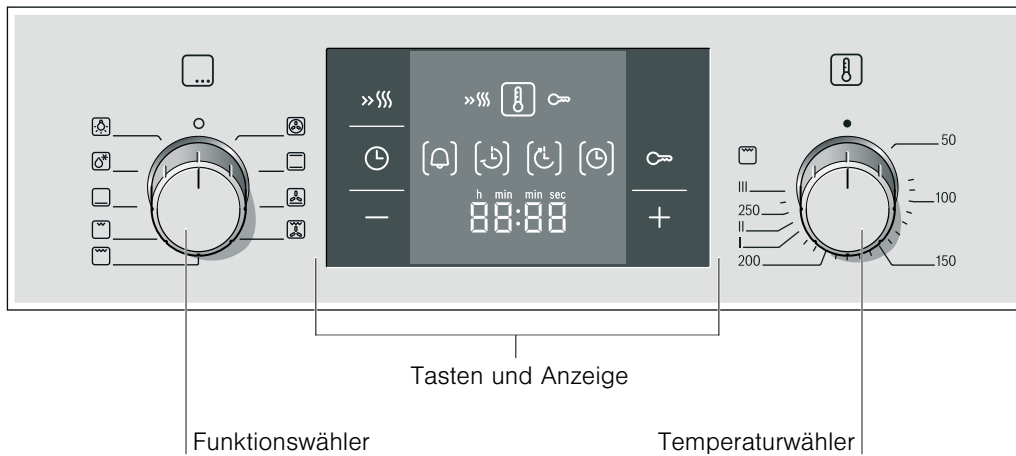 h min min sec
88:88
50
100
150
200
I
II
250
III
Tasten und Anzeige
Funktionswähler
Temperaturwähler